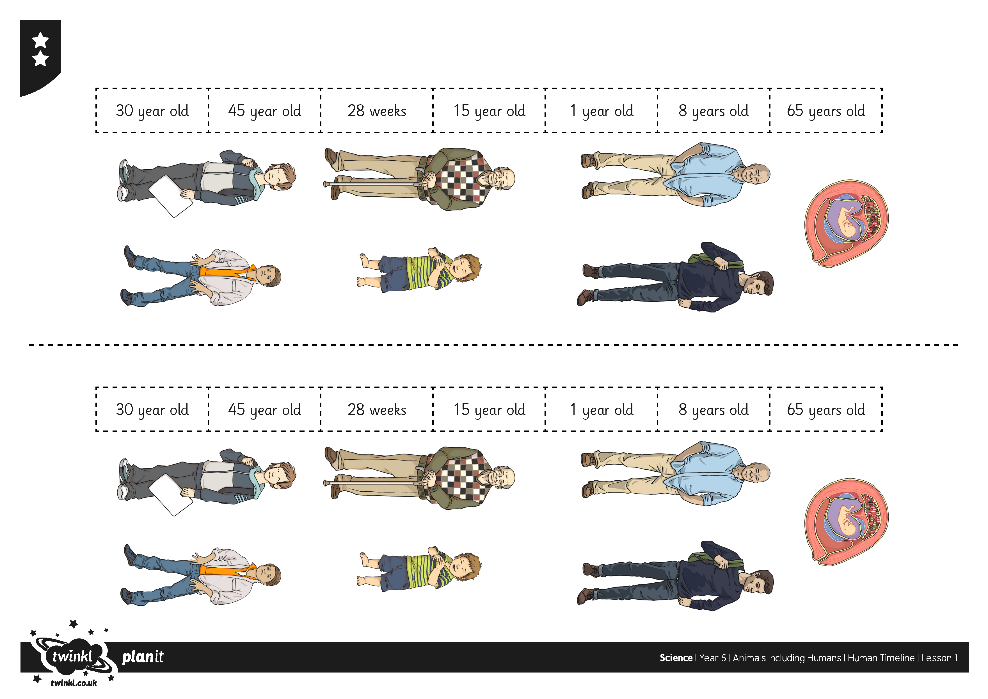 30 year old 45 year old 28 weeks 15 year old 1 year old 8 years old 65 years old
30 year old 45 year old 28 weeks 15 year old 1 year old 8 years old 65 years old
twinkl planit
twinkl.co.uk
Science | Year 5 | Animals Including Humans | Human Timeline | Lesson 1